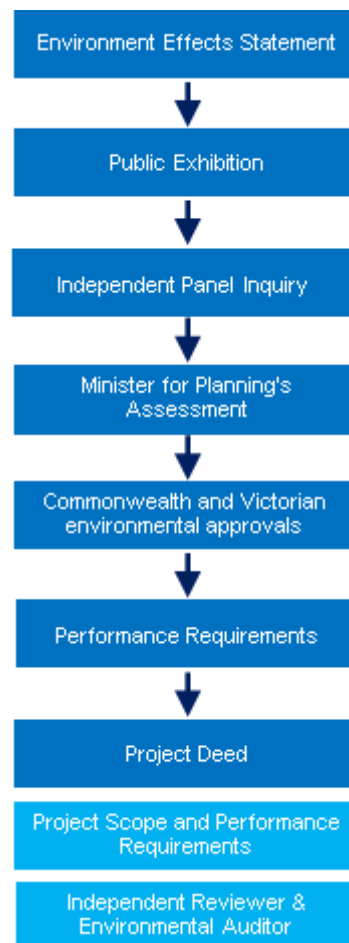 Environment Effects Statement
Public Exhibition
Independent Panel Inquiry
Minister for Planning's
Assessment
Commonwealth and Victorian
environmental approvals
Performance Requirements
Project Deed
Project Scope and Performance
Requirements
Independent Reviewer &
Environmental Auditor